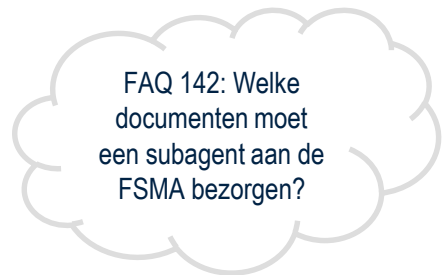 FAQ 142: Welke
documenten moet
een subagent aan de
FSMA bezorgen?